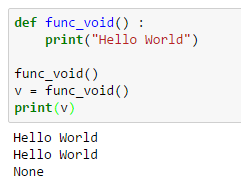 def func_void() :
    print("Hello World")

func_void()
v = func_void()
print(v)
Hello World
Hello World
None